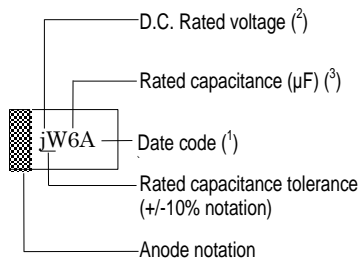 D.C. Rated voltage (²)
Rated capacitance (µF) (³)
jW6A
Date code (¹)
Rated capacitance tolerance
(+/-10% notation)
Anode notation